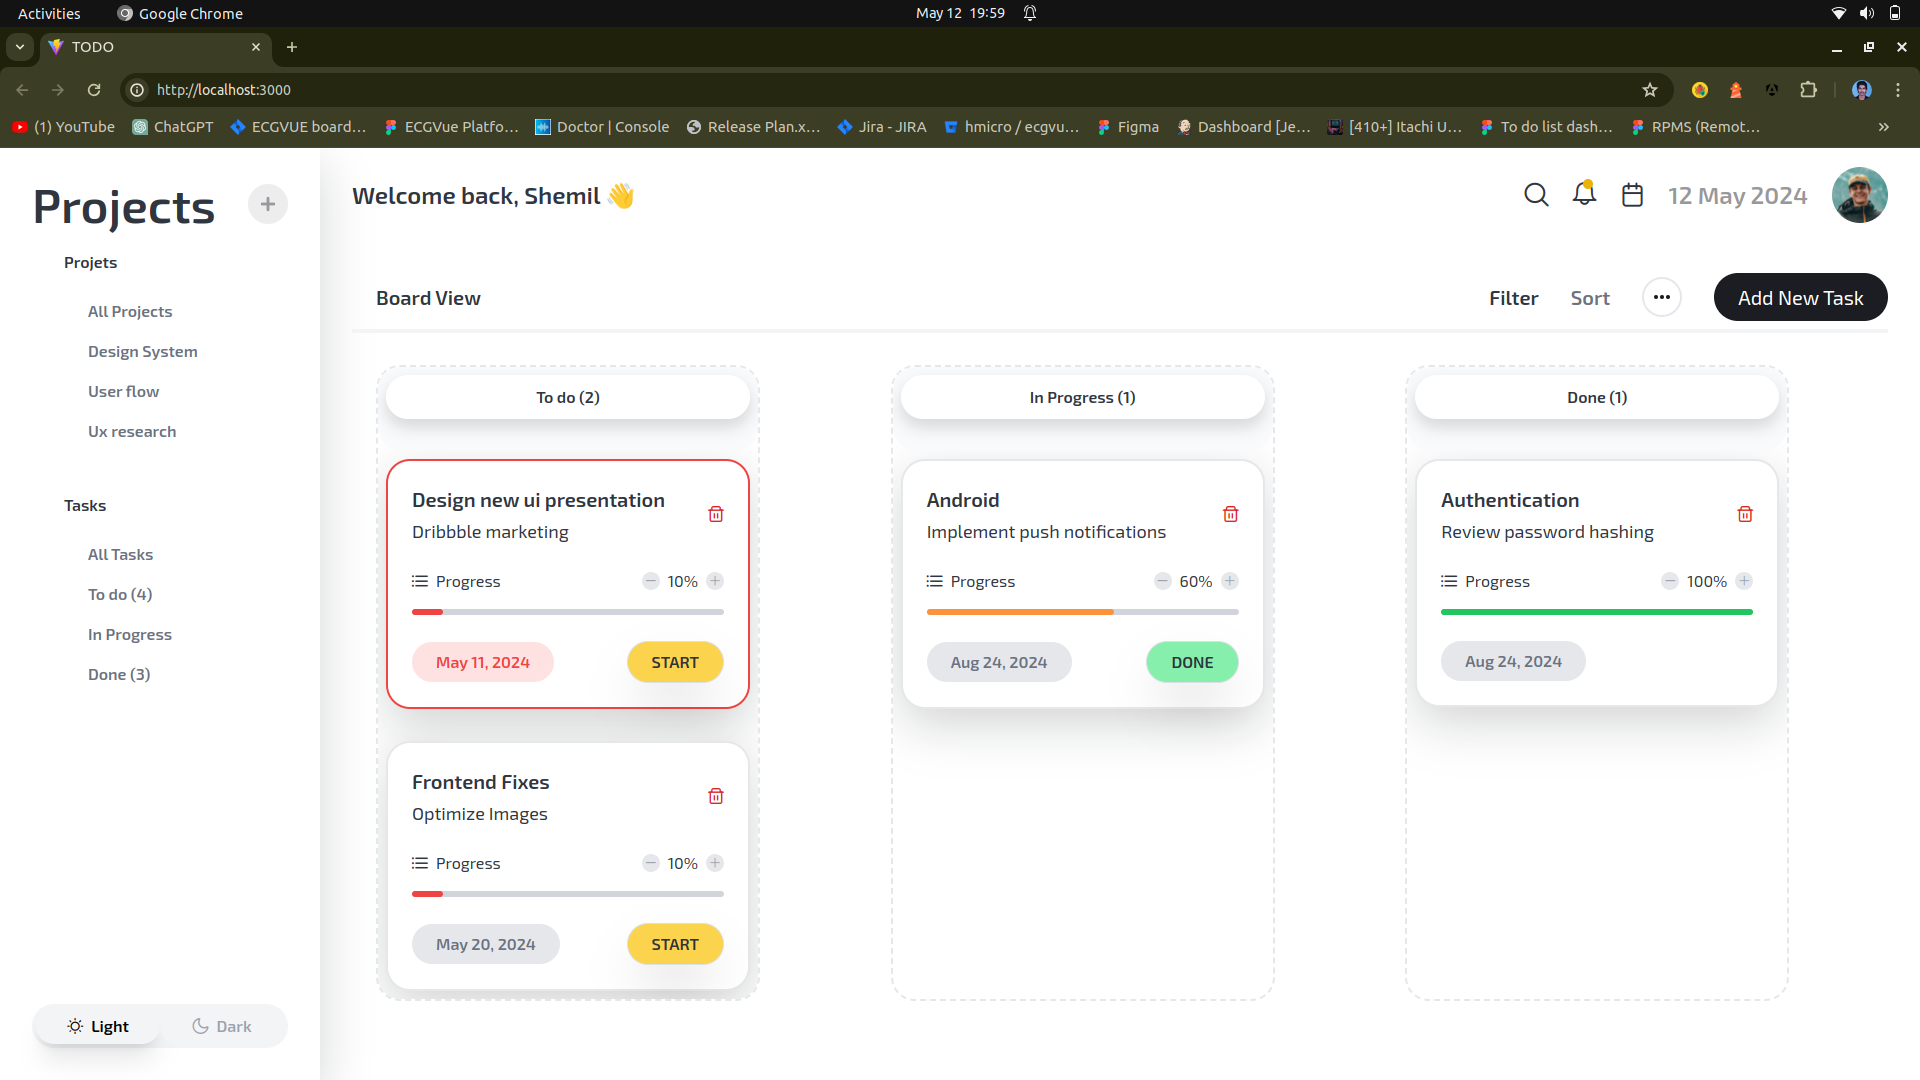 Activities
Google Chrome
May 12 19:59
TODO
http://localhost:3000
(1) YouTube
ChatGPT
ECGVUE board...
ECGVue Platfo...
Doctor | Console
Release Plan.x...
Jira - JIRA
hmicro / ecgvu...
Figma
Dashboard [Je...
[410+] Itachi U...
To do list dash...
RPMS (Remot...
Projects
Projets
All Projects
Design System
User flow
Ux research
Tasks
All Tasks
To do (4)
In Progress
Done (3)
Light
Dark
Welcome back, Shemil 👋
12 May 2024
Board View
Filter
Sort
Add New Task
To do (2)
Design new ui presentation
Dribbble marketing
Progress
10%
May 11, 2024
START
Frontend Fixes
Optimize Images
Progress
10%
May 20, 2024
START
In Progress (1)
Android
Implement push notifications
Progress
60%
Aug 24, 2024
DONE
Done (1)
Authentication
Review password hashing
Progress
100%
Aug 24, 2024